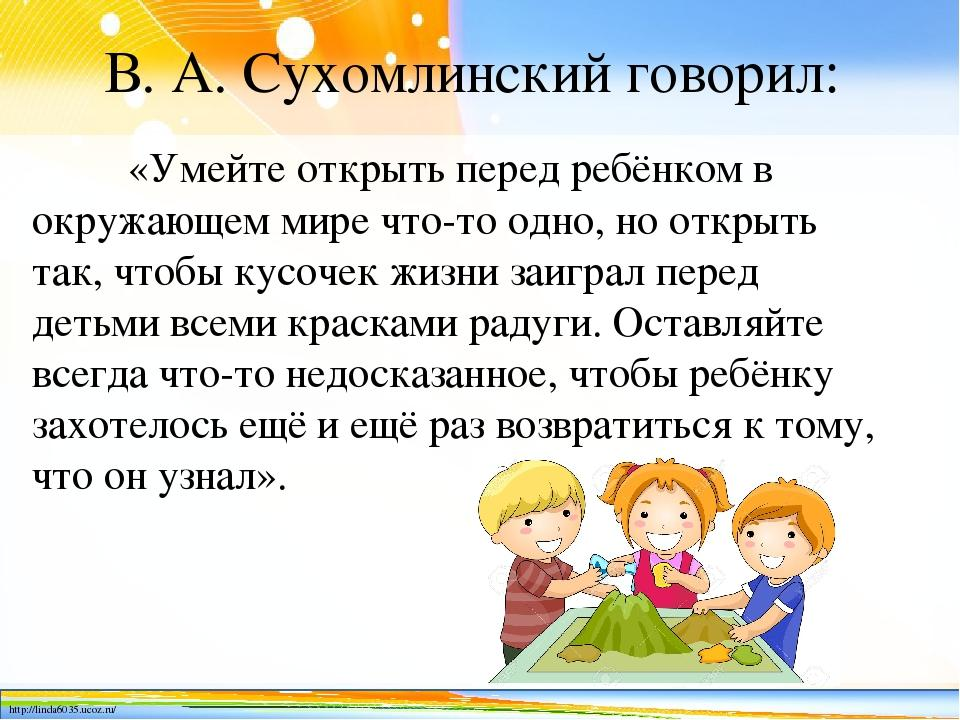 В. А. Сухомлинский говорил:
«Умейте открыть перед ребёнком в
окружающем мире что-то одно, но открыть
так, чтобы кусочек жизни заиграл перед
детьми всеми красками радуги. Оставляйте
всегда что-то недосказанное, чтобы ребёнку
захотелось ещё и ещё раз возвратиться к тому,
что он узнал».
http://linda6035.ucoz.ru/